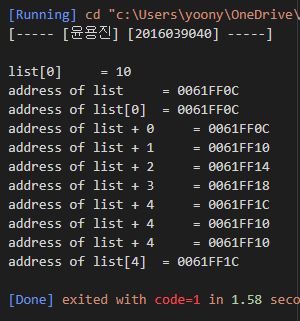 [Running] cd "c:\Users\yoony\OneDrive\
[----- [윤용진] [2016039040] -----]
list[0]     = 10
address of list     = 0061FF0C
address of list[0]  = 0061FF0C
address of list + 0     = 0061FF0C
address of list + 1     = 0061FF10
address of list + 2     = 0061FF14
address of list + 3     = 0061FF18
address of list + 4     = 0061FF1C
address of list + 4     = 0061FF10
address of list + 4     = 0061FF10
address of list[4]  = 0061FF1C
[Done] exited with code=1 in 1.58 seco